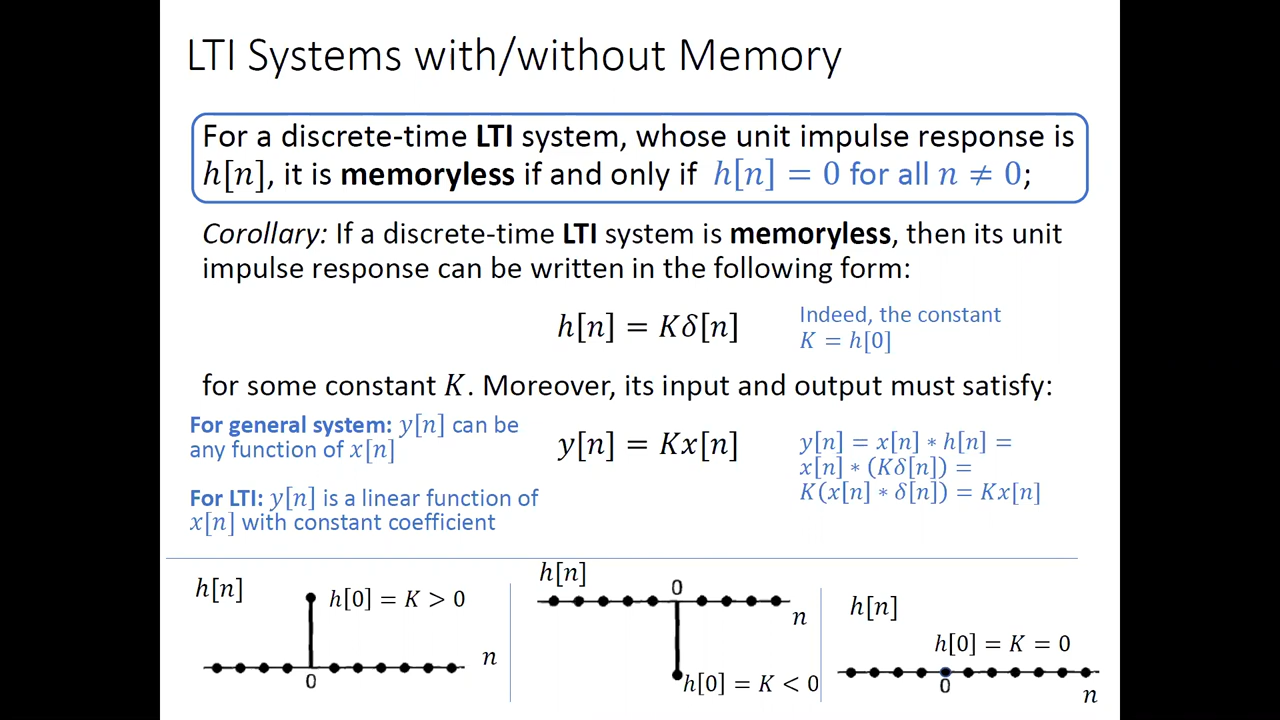 LTI Systems with/without Memory
For a discrete-time LTI system, whose unit impulse response is
h[n], it is memoryless if and only if h[n] = 0 for all n ≠ 0;
Corollary: If a discrete-time LTI system is memoryless, then its unit
impulse response can be written in the following form:
h[n] = Kδ[n]
Indeed, the constant
K = h[0]
for some constant K. Moreover, its input and output must satisfy:
For general system: y[n] can be
any function of x[n]
For LTI: y[n] is a linear function of
x[n] with constant coefficient
y[n] = Kx[n]
y[n] = x[n] ∗ h[n] =
x[n] ∗ (Kδ[n]) =
K(x[n] ∗ δ[n]) = Kx[n]
h[n]
h[0] = K > 0
n
0
h[n]
0
n
h[0] = K < 0
h[n]
h[0] = K = 0
0
n